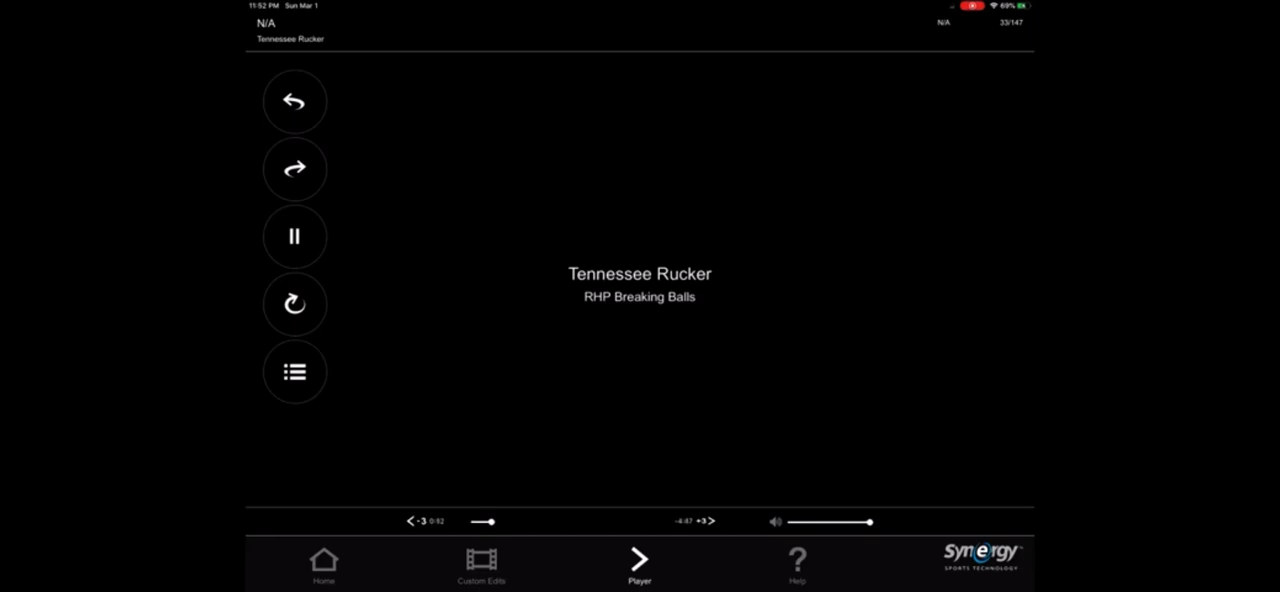 11:52 PM Sun Mar 1
69%
N/A
N/A
33/147
Tennessee Rucker
Tennessee Rucker
RHP Breaking Balls
-3
+3
Home
Custom Edits
Player
? Help
Synergy
SPORTS TECHNOLOGY